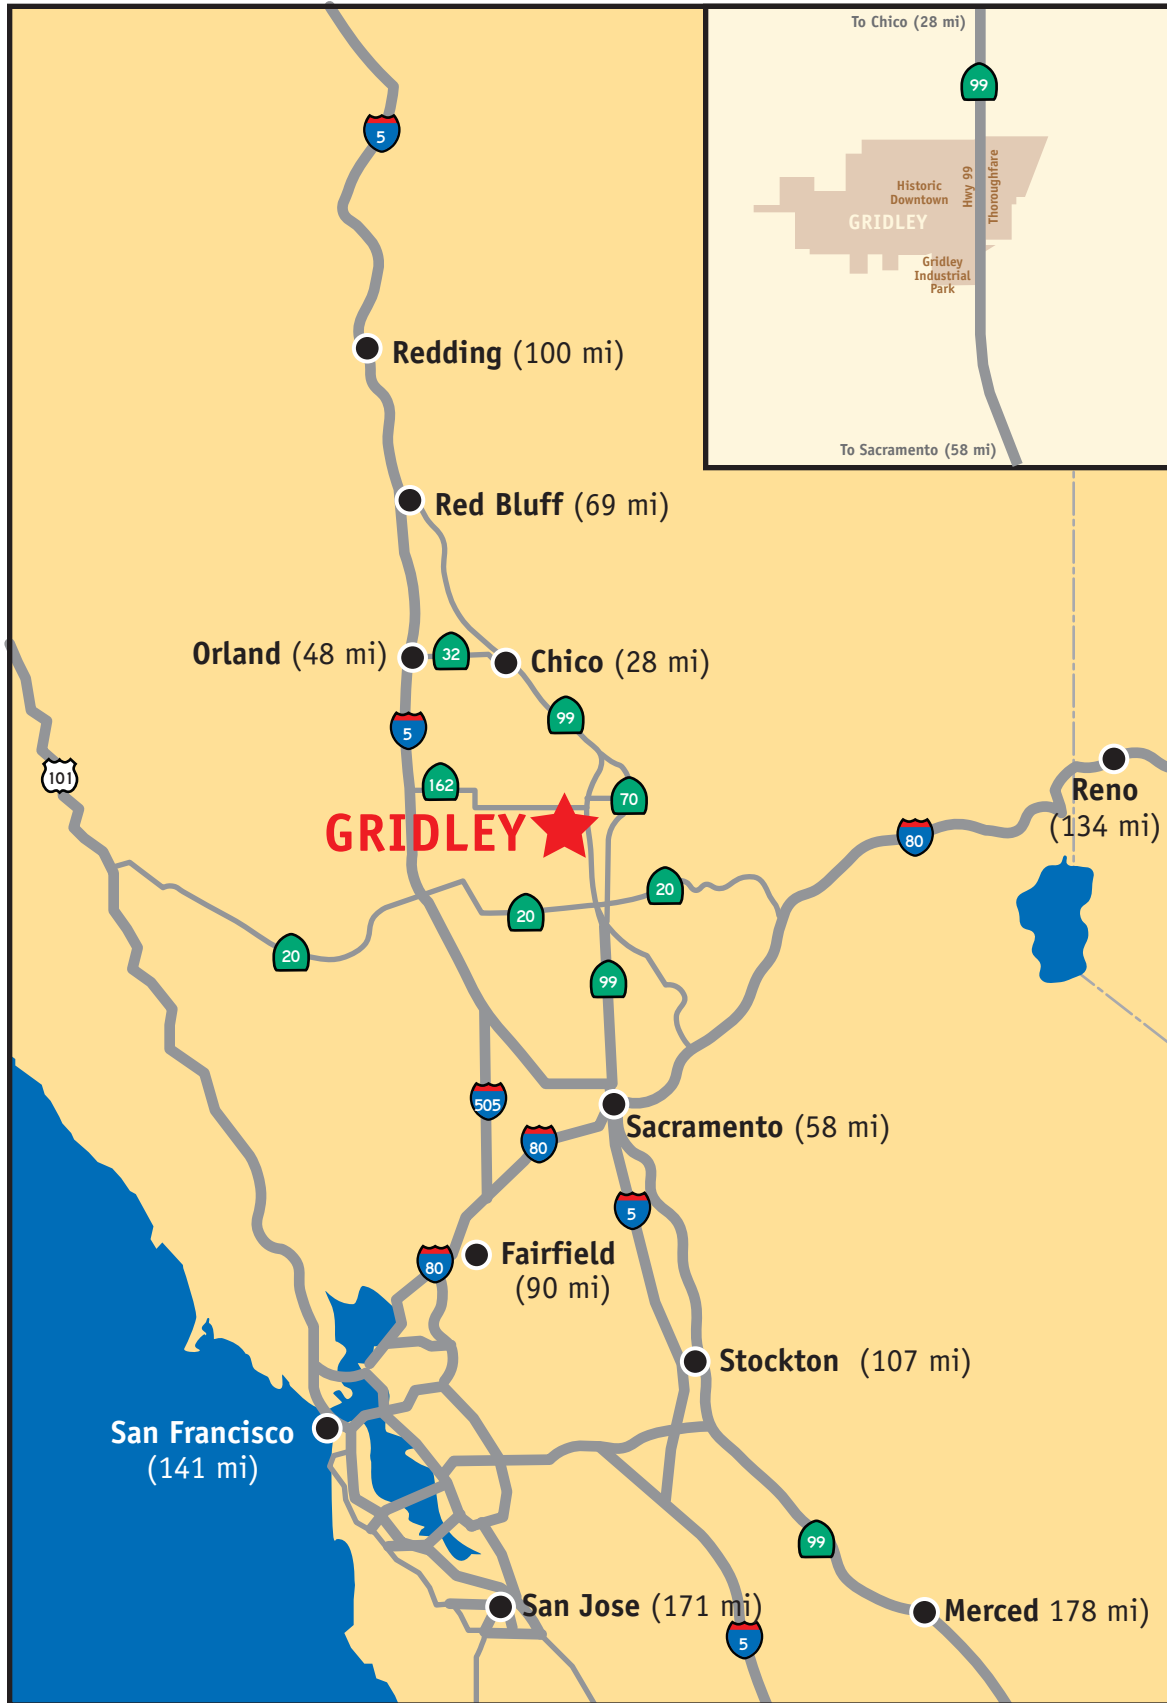 To Chico (28 mi)
99
Historic
Downtown
Hwy 99
Thoroughfare
GRIDLEY
Gridley
Industrial
Park
To Sacramento (58 mi)
5
Redding (100 mi)
Red Bluff (69 mi)
Orland (48 mi)
32
Chico (28 mi)
99
5
101
162
70
Reno
(134 mi)
GRIDLEY
80
20
20
20
99
505
Sacramento (58 mi)
80
5
Fairfield
(90 mi)
80
Stockton (107 mi)
San Francisco
(141 mi)
99
San Jose (171 mi)
Merced 178 mi)
5